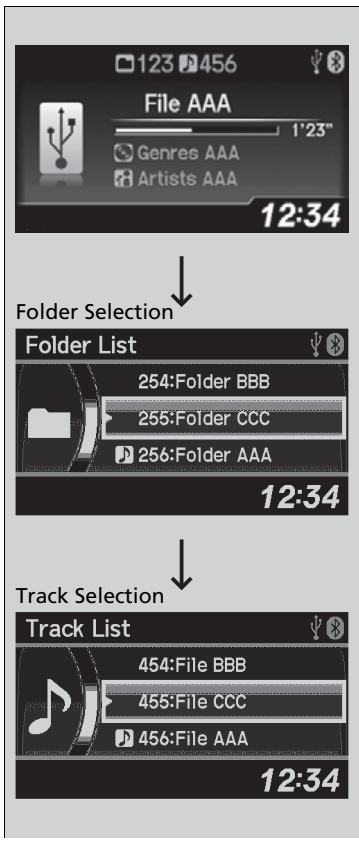 123 456
File AAA
1'23"
Genres AAA
Artists AAA
12:34
Folder Selection
Folder List
254:Folder BBB
255:Folder CCC
256:Folder AAA
12:34
Track Selection
Track List
454:File BBB
455:File CCC
456:File AAA
12:34